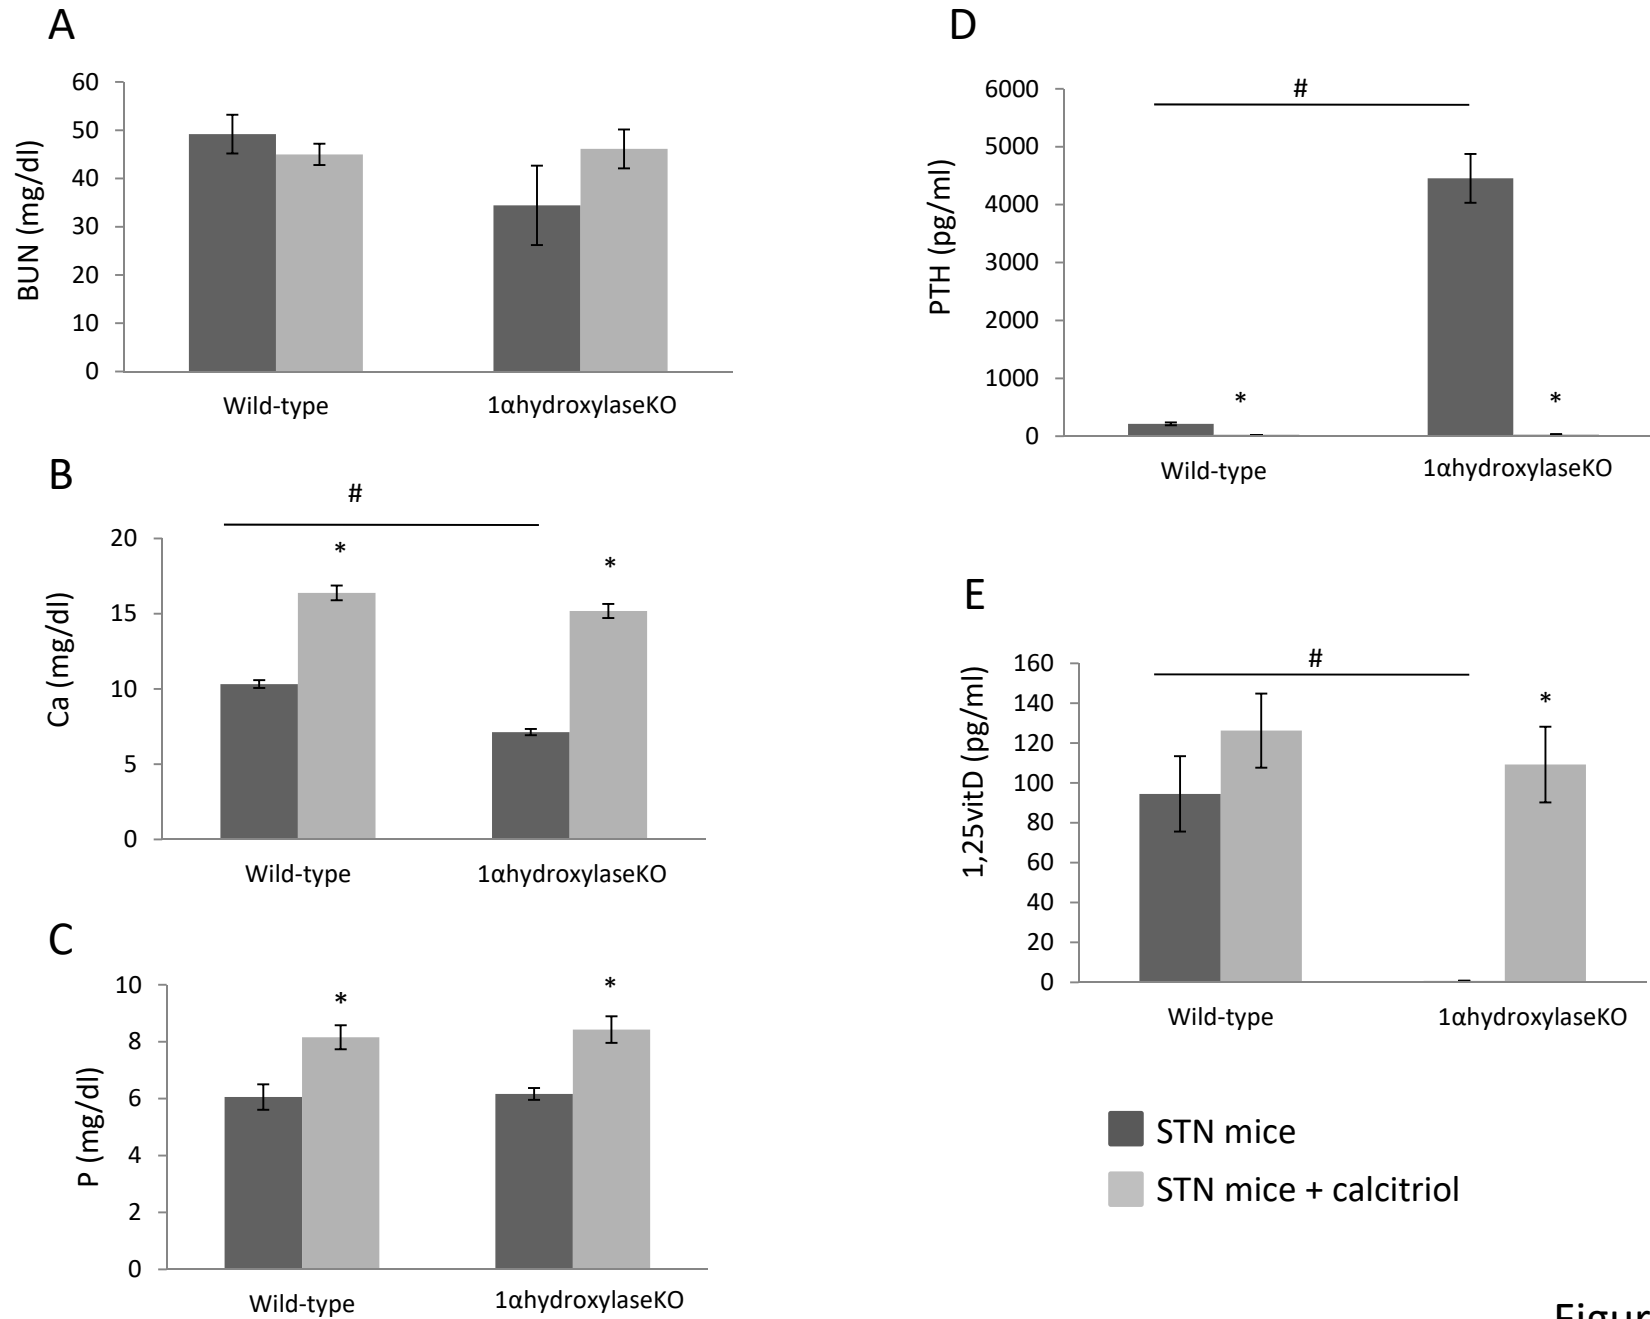 A
BUN (mg/dl)
60
50
40
30
20
10
0
Wild-type
1αhydroxylaseKO
B
#
Ca (mg/dl)
20
15
10
5
0
*
*
Wild-type
1αhydroxylaseKO
C
P (mg/dl)
10
8
6
4
2
0
*
*
Wild-type
1αhydroxylaseKO
D
#
PTH (pg/ml)
6000
5000
4000
3000
2000
1000
0
*
*
Wild-type
1αhydroxylaseKO
E
#
1,25vitD (pg/ml)
160
140
120
100
80
60
40
20
0
*
Wild-type
1αhydroxylaseKO
STN mice
STN mice + calcitriol
Figur